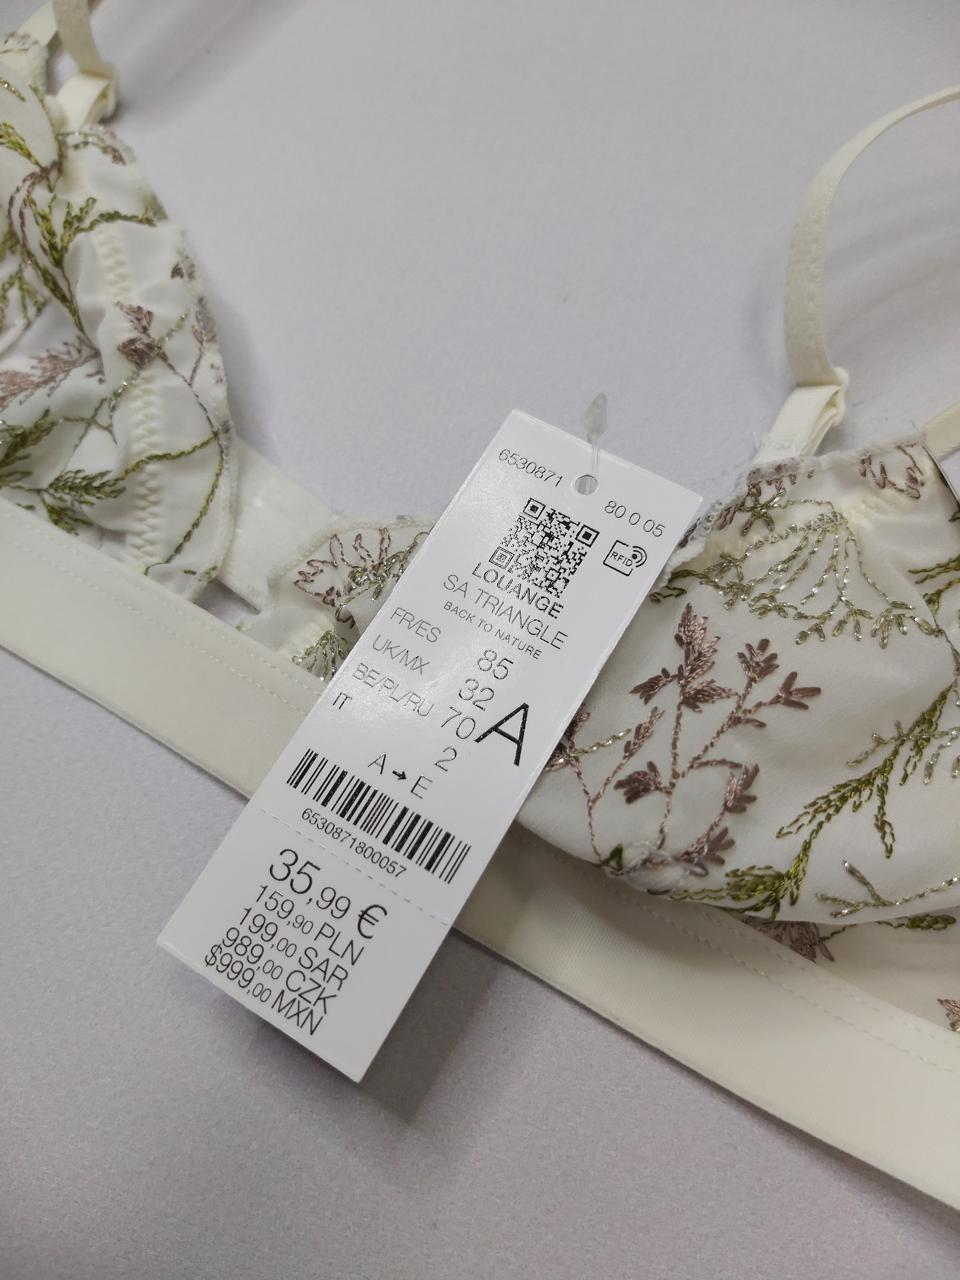 6530871
80 0 05
RFID
LOUANGE
SA TRIANGLE
BACK TO NATURE
FR/ES 85
UK/MX 32
BE/PL/RU 70
IT 2
A
A → E
6530871800057
35,99 €
159,90 PLN
199,00 SAR
989,00 CZK
$999,00 MXN